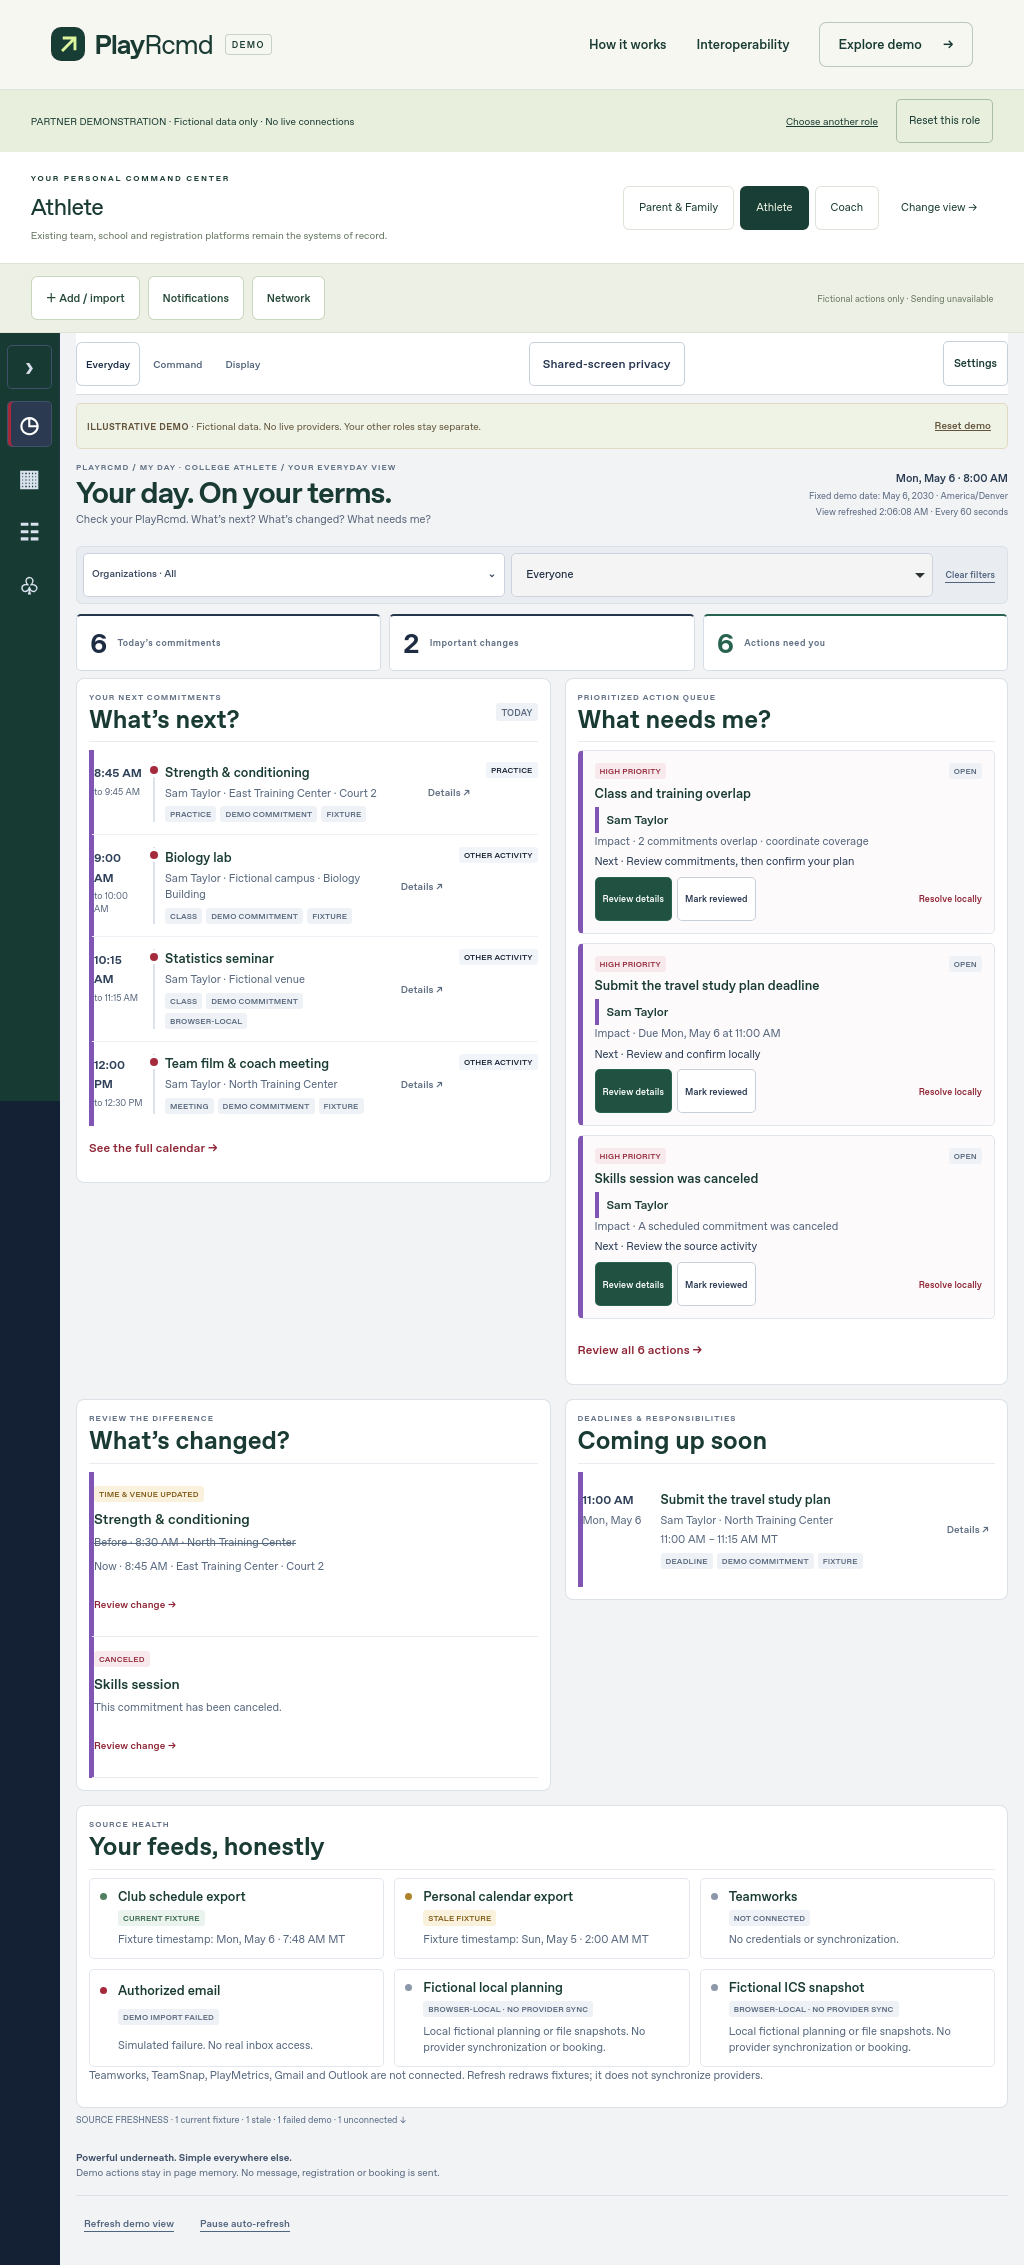 PlayRcmd DEMO
How it works
Interoperability
Explore demo →
PARTNER DEMONSTRATION · Fictional data only · No live connections
Choose another role
Reset this role
YOUR PERSONAL COMMAND CENTER
Athlete
Existing team, school and registration platforms remain the systems of record.
Parent & Family
Athlete
Coach
Change view →
+ Add / import
Notifications
Network
Fictional actions only · Sending unavailable
Everyday
Command
Display
Shared-screen privacy
Settings
ILLUSTRATIVE DEMO · Fictional data. No live providers. Your other roles stay separate.
Reset demo
PLAYRCMD / MY DAY · COLLEGE ATHLETE / YOUR EVERYDAY VIEW
Your day. On your terms.
Check your PlayRcmd. What's next? What's changed? What needs me?
Mon, May 6 · 8:00 AM
Fixed demo date: May 6, 2030 · America/Denver
View refreshed 2:06:08 AM · Every 60 seconds
Organizations · All
Everyone
Clear filters
6 Today's commitments
2 Important changes
6 Actions need you
YOUR NEXT COMMITMENTS
What's next?
TODAY
8:45 AM
to 9:45 AM
Strength & conditioning
Sam Taylor · East Training Center · Court 2
PRACTICE DEMO COMMITMENT FIXTURE
Details ↗
PRACTICE
9:00
AM
to 10:00
AM
Biology lab
Sam Taylor · Fictional campus · Biology
Building
CLASS DEMO COMMITMENT FIXTURE
Details ↗
OTHER ACTIVITY
10:15
AM
to 11:15 AM
Statistics seminar
Sam Taylor · Fictional venue
CLASS DEMO COMMITMENT
BROWSER-LOCAL
Details ↗
OTHER ACTIVITY
12:00
PM
to 12:30 PM
Team film & coach meeting
Sam Taylor · North Training Center
MEETING DEMO COMMITMENT FIXTURE
Details ↗
OTHER ACTIVITY
See the full calendar →
PRIORITIZED ACTION QUEUE
What needs me?
HIGH PRIORITY
OPEN
Class and training overlap
Sam Taylor
Impact · 2 commitments overlap · coordinate coverage
Next · Review commitments, then confirm your plan
Review details
Mark reviewed
Resolve locally
HIGH PRIORITY
OPEN
Submit the travel study plan deadline
Sam Taylor
Impact · Due Mon, May 6 at 11:00 AM
Next · Review and confirm locally
Review details
Mark reviewed
Resolve locally
HIGH PRIORITY
OPEN
Skills session was canceled
Sam Taylor
Impact · A scheduled commitment was canceled
Next · Review the source activity
Review details
Mark reviewed
Resolve locally
Review all 6 actions →
REVIEW THE DIFFERENCE
What's changed?
TIME & VENUE UPDATED
Strength & conditioning
Before · 8:30 AM · North Training Center
Now · 8:45 AM · East Training Center · Court 2
Review change →
CANCELED
Skills session
This commitment has been canceled.
Review change →
DEADLINES & RESPONSIBILITIES
Coming up soon
11:00 AM
Mon, May 6
Submit the travel study plan
Sam Taylor · North Training Center
11:00 AM – 11:15 AM MT
DEADLINE DEMO COMMITMENT FIXTURE
Details ↗
SOURCE HEALTH
Your feeds, honestly
Club schedule export
CURRENT FIXTURE
Fixture timestamp: Mon, May 6 · 7:48 AM MT
Personal calendar export
STALE FIXTURE
Fixture timestamp: Sun, May 5 · 2:00 AM MT
Teamworks
NOT CONNECTED
No credentials or synchronization.
Authorized email
DEMO IMPORT FAILED
Simulated failure. No real inbox access.
Fictional local planning
BROWSER-LOCAL · NO PROVIDER SYNC
Local fictional planning or file snapshots. No
provider synchronization or booking.
Fictional ICS snapshot
BROWSER-LOCAL · NO PROVIDER SYNC
Local fictional planning or file snapshots. No
provider synchronization or booking.
Teamworks, TeamSnap, PlayMetrics, Gmail and Outlook are not connected. Refresh redraws fixtures; it does not synchronize providers.
SOURCE FRESHNESS · 1 current fixture · 1 stale · 1 failed demo · 1 unconnected ↓
Powerful underneath. Simple everywhere else.
Demo actions stay in page memory. No message, registration or booking is sent.
Refresh demo view
Pause auto-refresh